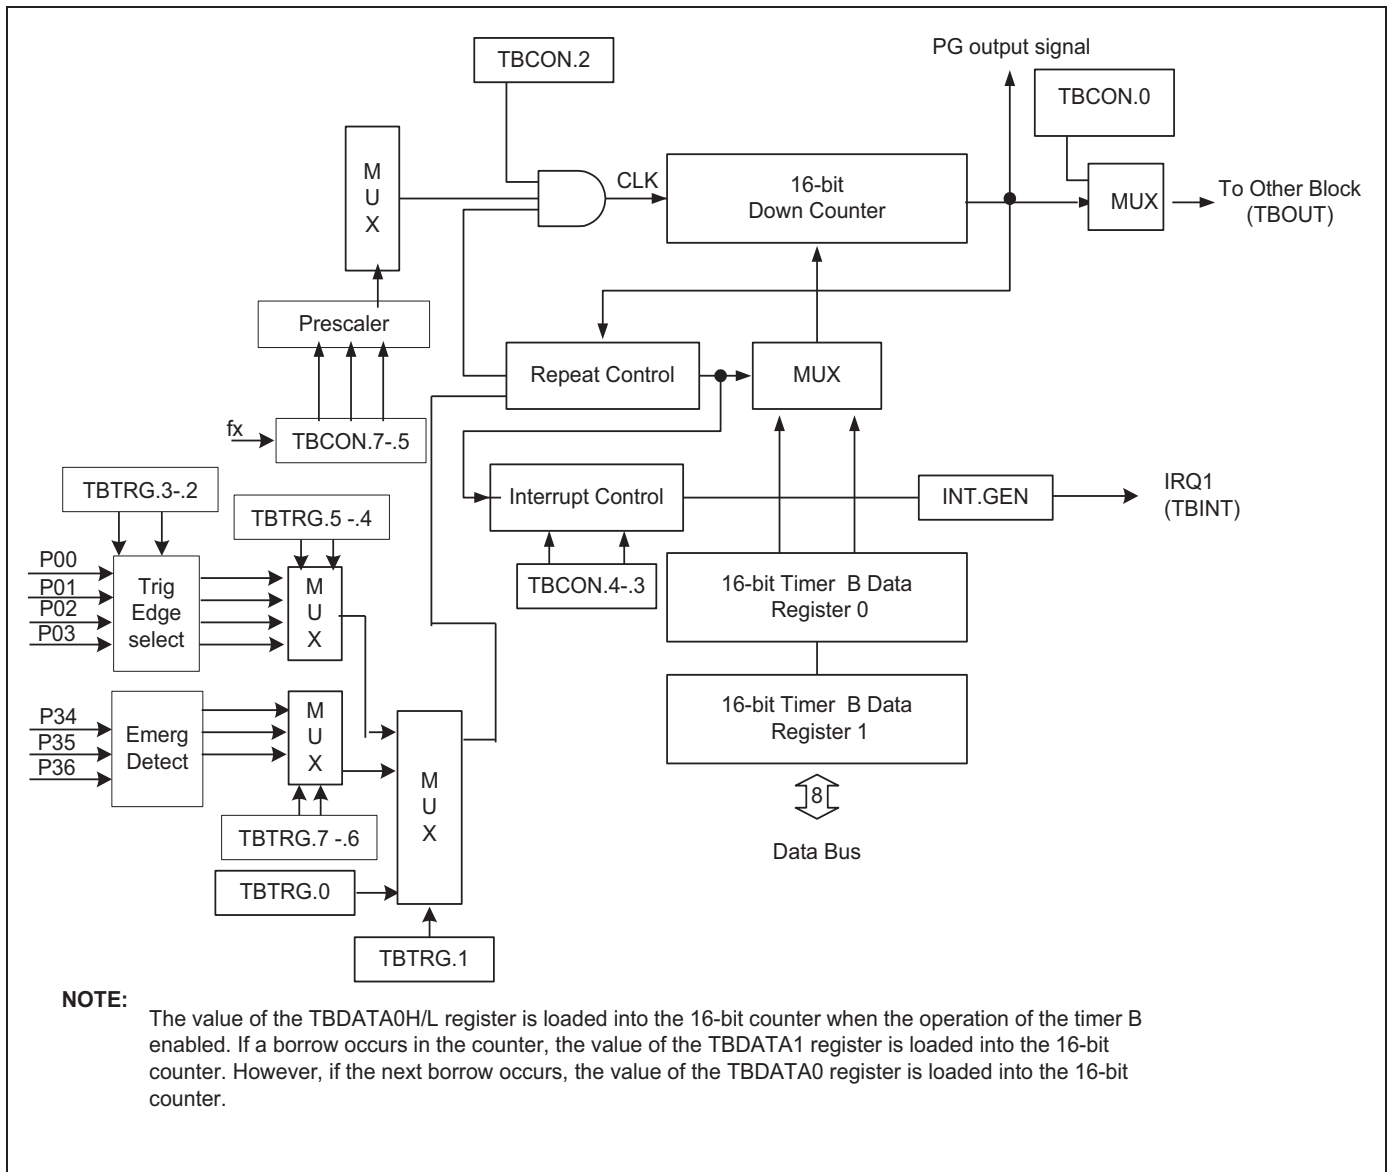 PG output signal
TBCON.2
TBCON.0
M
U
X
CLK
16-bit
Down Counter
MUX
To Other Block
(TBOUT)
Prescaler
Repeat Control
MUX
fx
TBCON.7-.5
TBTRG.3-.2
TBTRG.5 -.4
Interrupt Control
INT.GEN
IRQ1
(TBINT)
P00
P01
P02
P03
Trig
Edge
select
M
U
X
TBCON.4-.3
16-bit Timer B Data
Register 0
P34
P35
P36
Emerg
Detect
M
U
X
M
U
X
16-bit Timer B Data
Register 1
8
Data Bus
TBTRG.7 -.6
TBTRG.0
TBTRG.1
NOTE:
The value of the TBDATA0H/L register is loaded into the 16-bit counter when the operation of the timer B
enabled. If a borrow occurs in the counter, the value of the TBDATA1 register is loaded into the 16-bit
counter. However, if the next borrow occurs, the value of the TBDATA0 register is loaded into the 16-bit
counter.